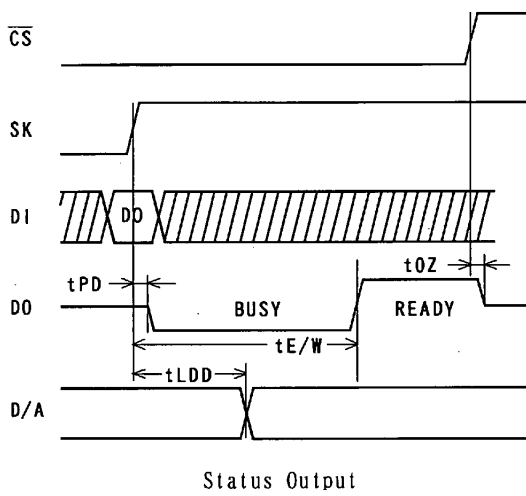 CS
SK
DI
DO
tPD
tOZ
DO
BUSY
READY
tE/W
tLDD
D/A
Status Output